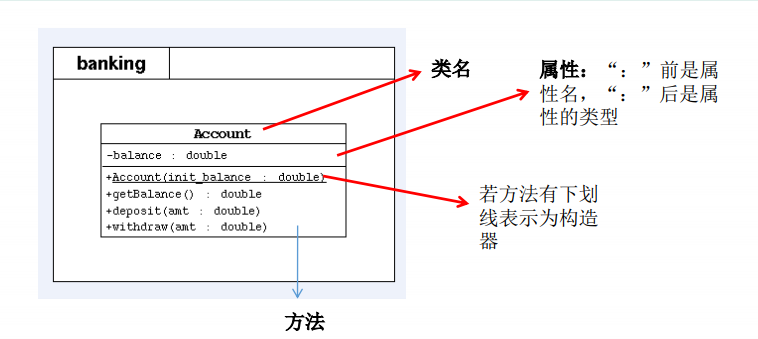 banking
类名
属性：“：”前是属
性名，“：”后是属
性的类型
Account
-balance : double
+Account(init_balance : double)
+getBalance() : double
+deposit(amt : double)
+withdraw(amt : double)
若方法有下划
线表示为构造
器
方法